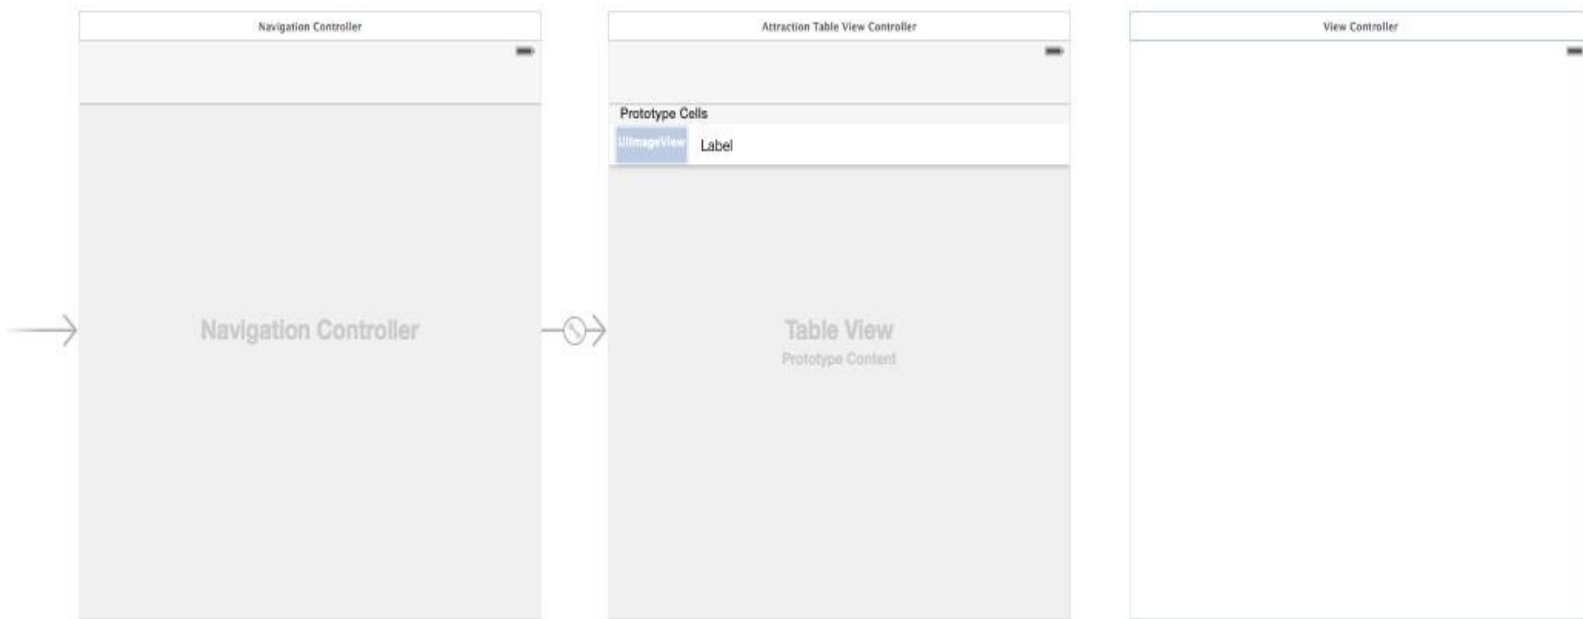 Navigation Controller
Attraction Table View Controller
View Controller
Prototype Cells
UIImageView
Label
Navigation Controller
Table View
Prototype Content